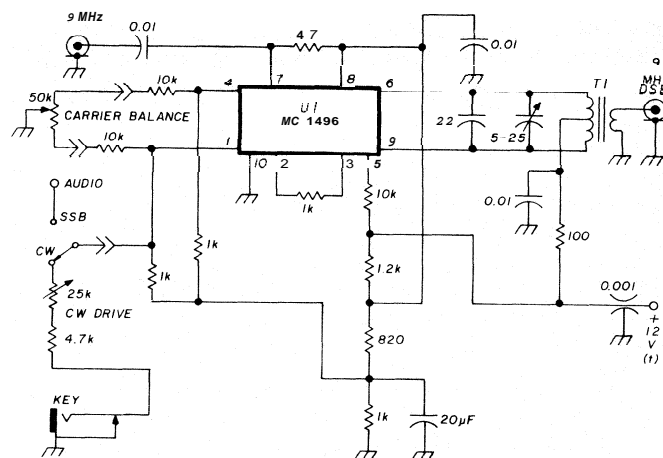 9 MHz
0.01
47
0.01
9
MH
DSB
T1
10k
4
7
8
6
50k
CARRIER BALANCE
U1
MC 1496
22
5-25
10k
1
9
10
2
3
5
1k
10k
0.01
100
AUDIO
SSB
CW
1k
1k
1.2k
0.001
25k
CW DRIVE
+
12
V
(t)
4.7k
820
KEY
1k
20µF